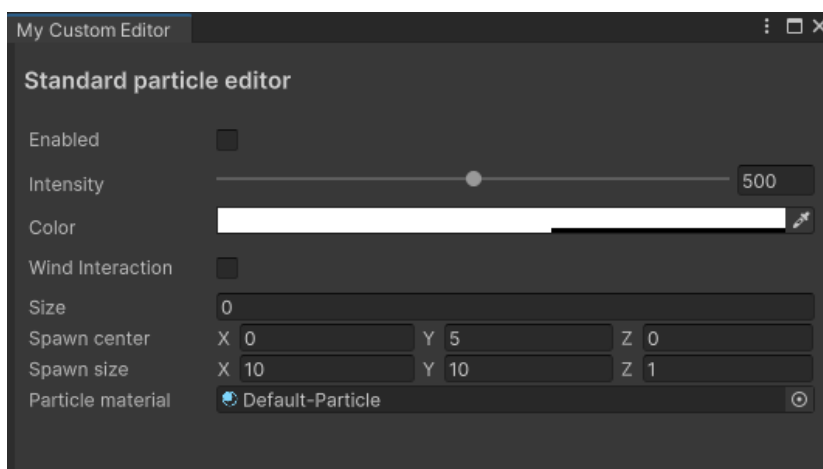 My Custom Editor
Standard particle editor
Enabled
Intensity 500
Color
Wind Interaction
Size 0
Spawn center X 0 Y 5 Z 0
Spawn size X 10 Y 10 Z 1
Particle material Default-Particle